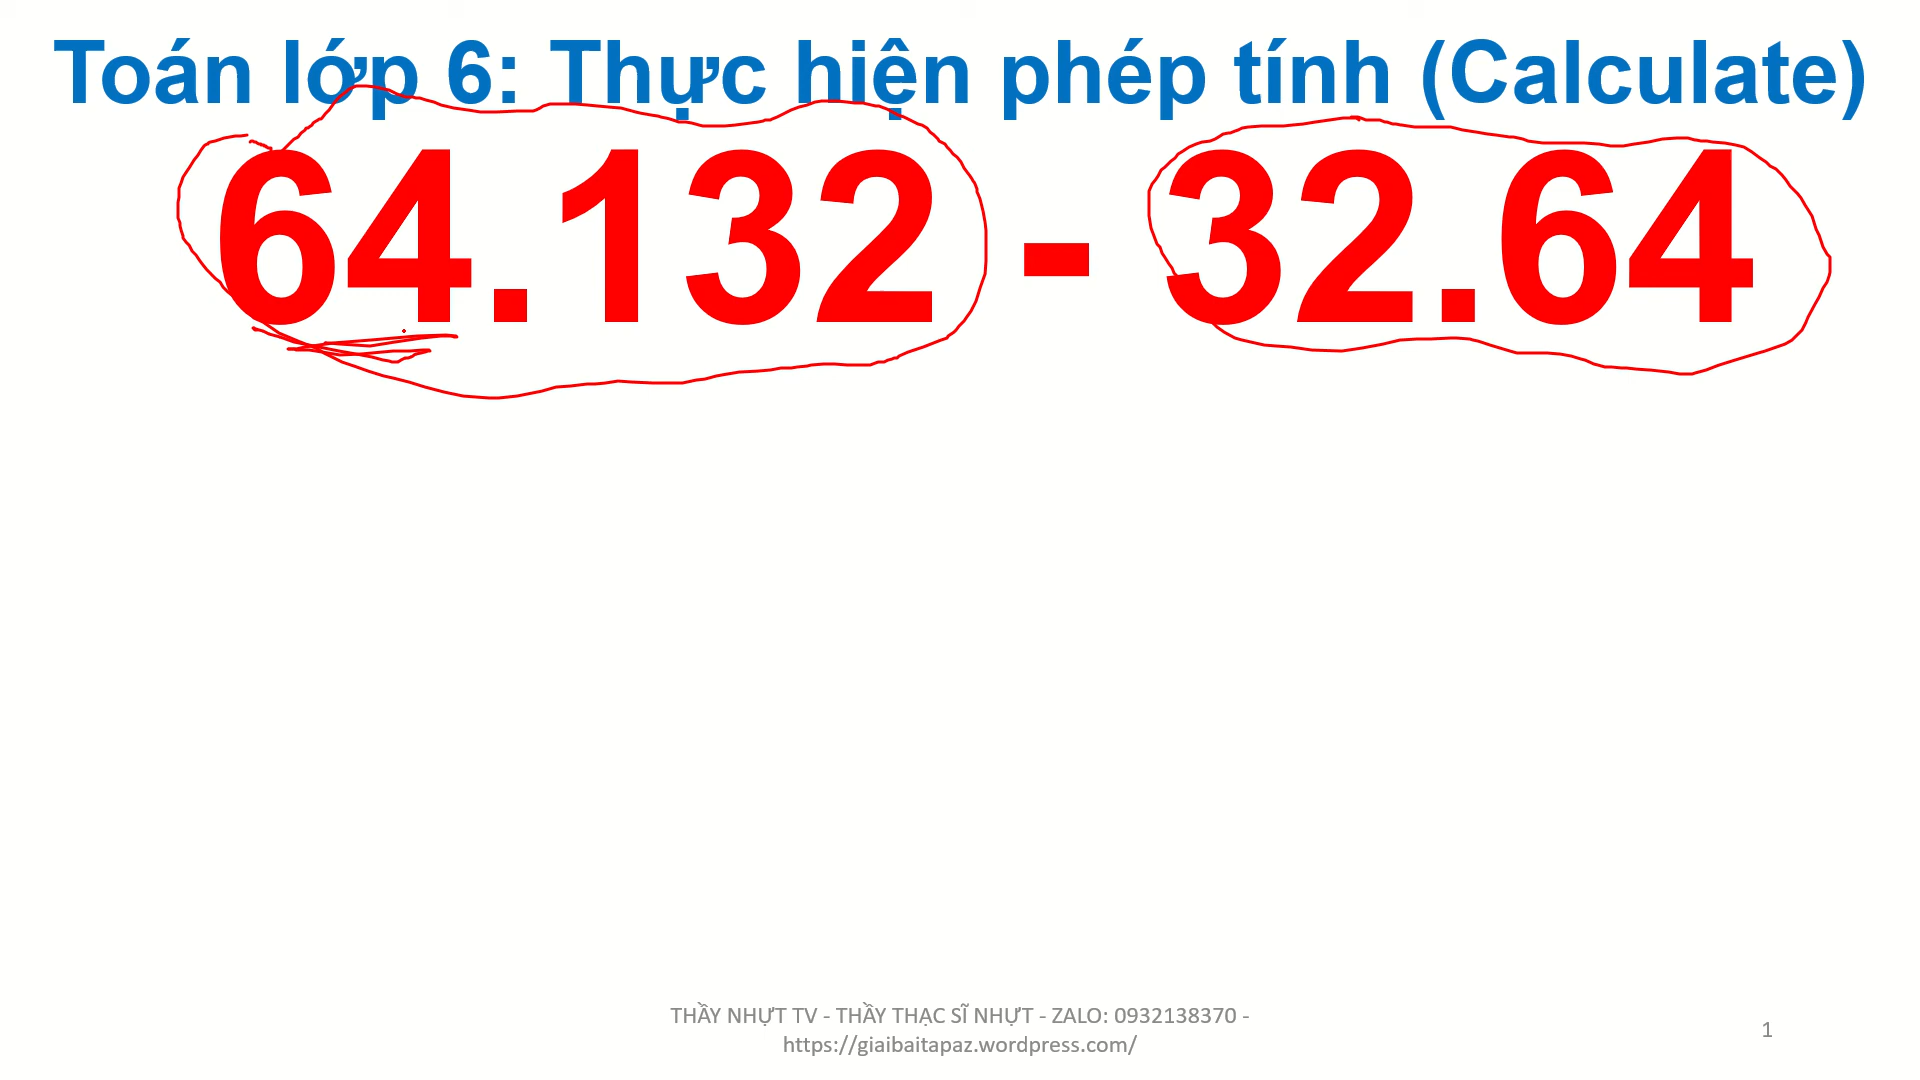 Toán lớp 6: Thực hiện phép tính (Calculate)
64.132 - 32.64
THẦY NHỰT TV - THẦY THẠC SĨ NHỰT - ZALO: 0932138370 -
https://giaibaitapaz.wordpress.com/
1